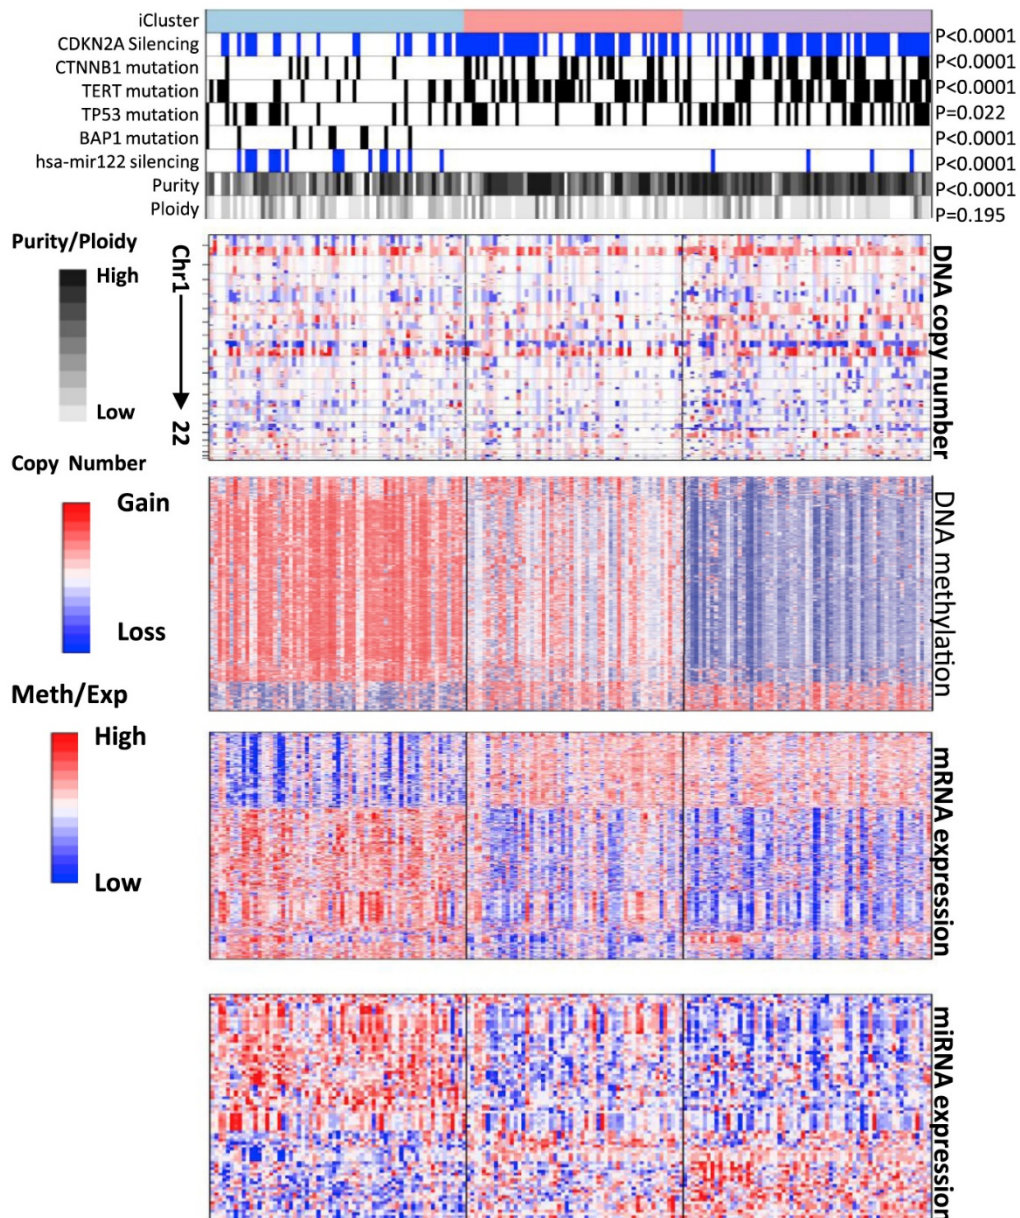 iCluster
CDKN2A Silencing P<0.0001
CTNNB1 mutation P<0.0001
TERT mutation P<0.0001
TP53 mutation P=0.022
BAP1 mutation P<0.0001
hsa-mir122 silencing P<0.0001
Purity P<0.0001
Ploidy P=0.195
Purity/Ploidy
High
Low
Chr1
22
DNA copy number
Copy Number
Gain
Loss
DNA methylation
Meth/Exp
High
Low
mRNA expression
miRNA expression